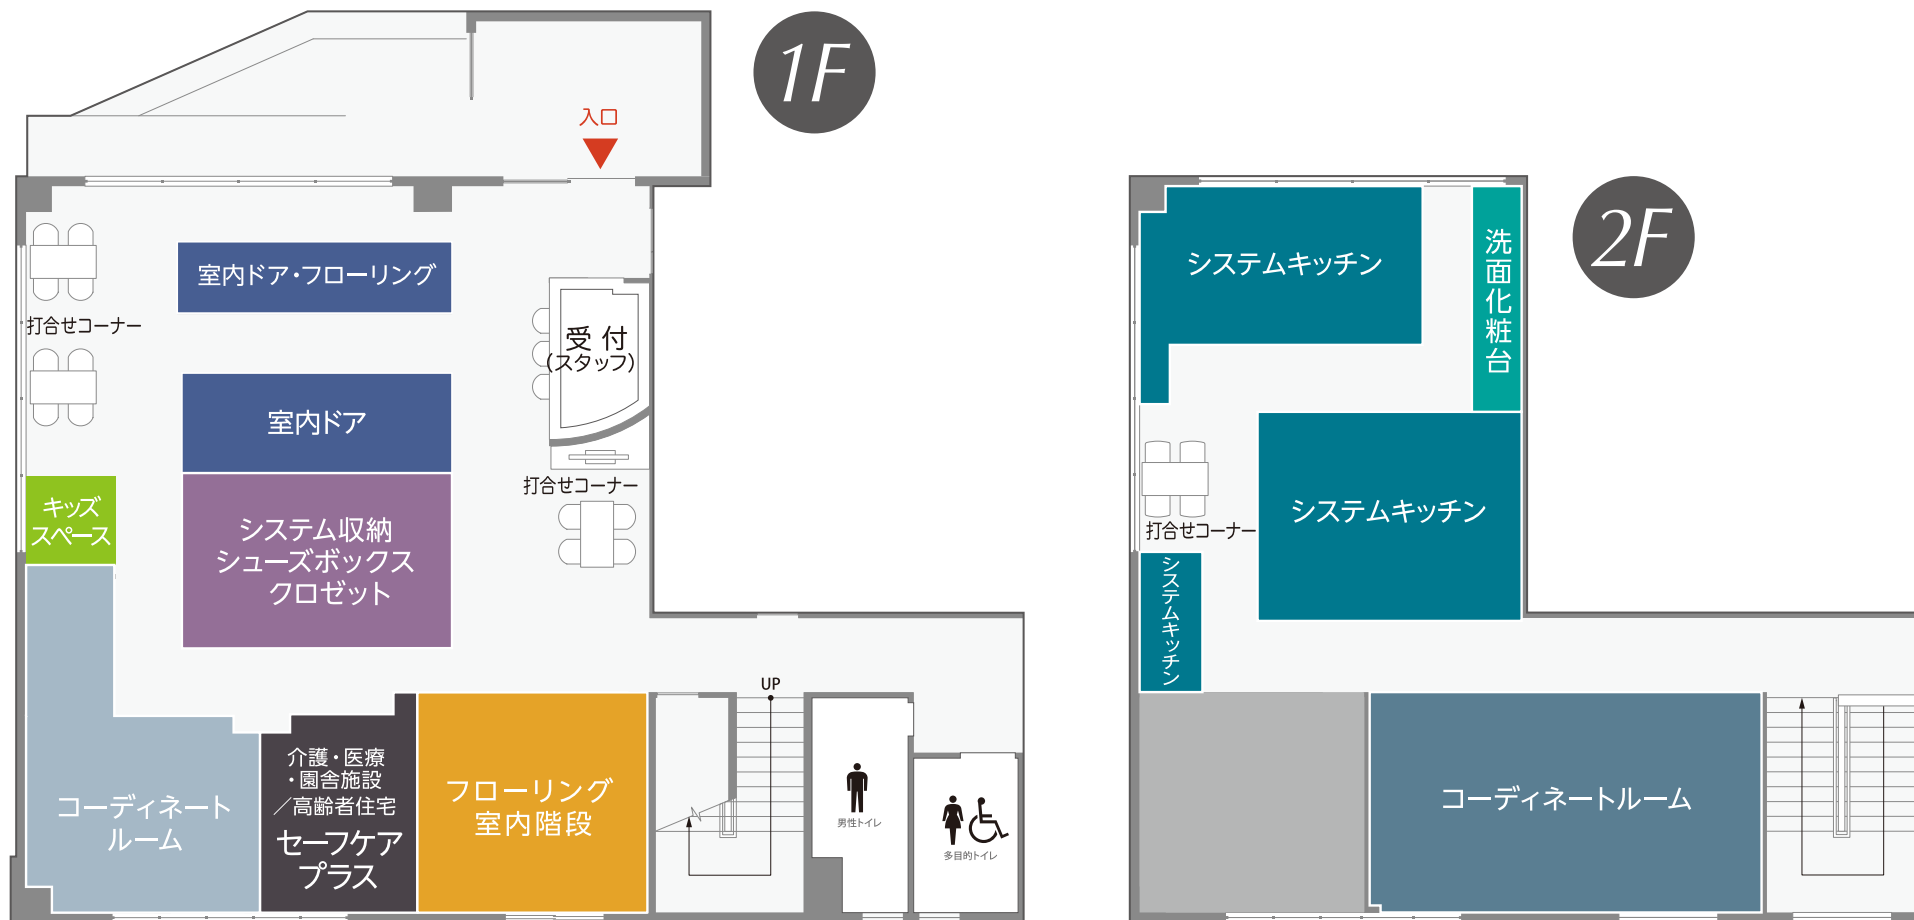 1F
入口
室内ドア・フローリング
打合せコーナー
受付
(スタッフ)
室内ドア
打合せコーナー
キッズ
スペース
システム収納
シューズボックス
クロゼット
UP
コーディネート
ルーム
介護・医療
・園舎施設
／高齢者住宅
セーフケア
プラス
フローリング
室内階段
男性トイレ
多目的トイレ
2F
システムキッチン
洗面化粧台
システムキッチン
打合せコーナー
システムキッチン
コーディネートルーム